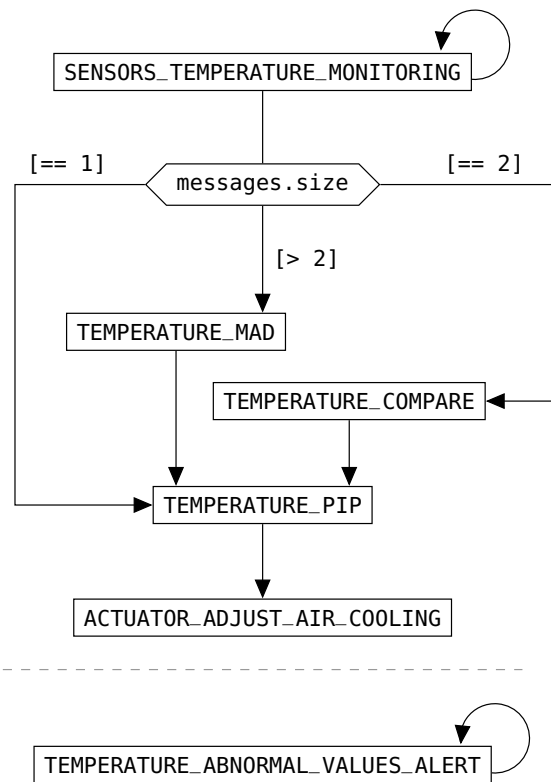 SENSORS_TEMPERATURE_MONITORING
[== 1]
messages.size
[== 2]
[> 2]
TEMPERATURE_MAD
TEMPERATURE_COMPARE
TEMPERATURE_PIP
ACTUATOR_ADJUST_AIR_COOLING
TEMPERATURE_ABNORMAL_VALUES_ALERT